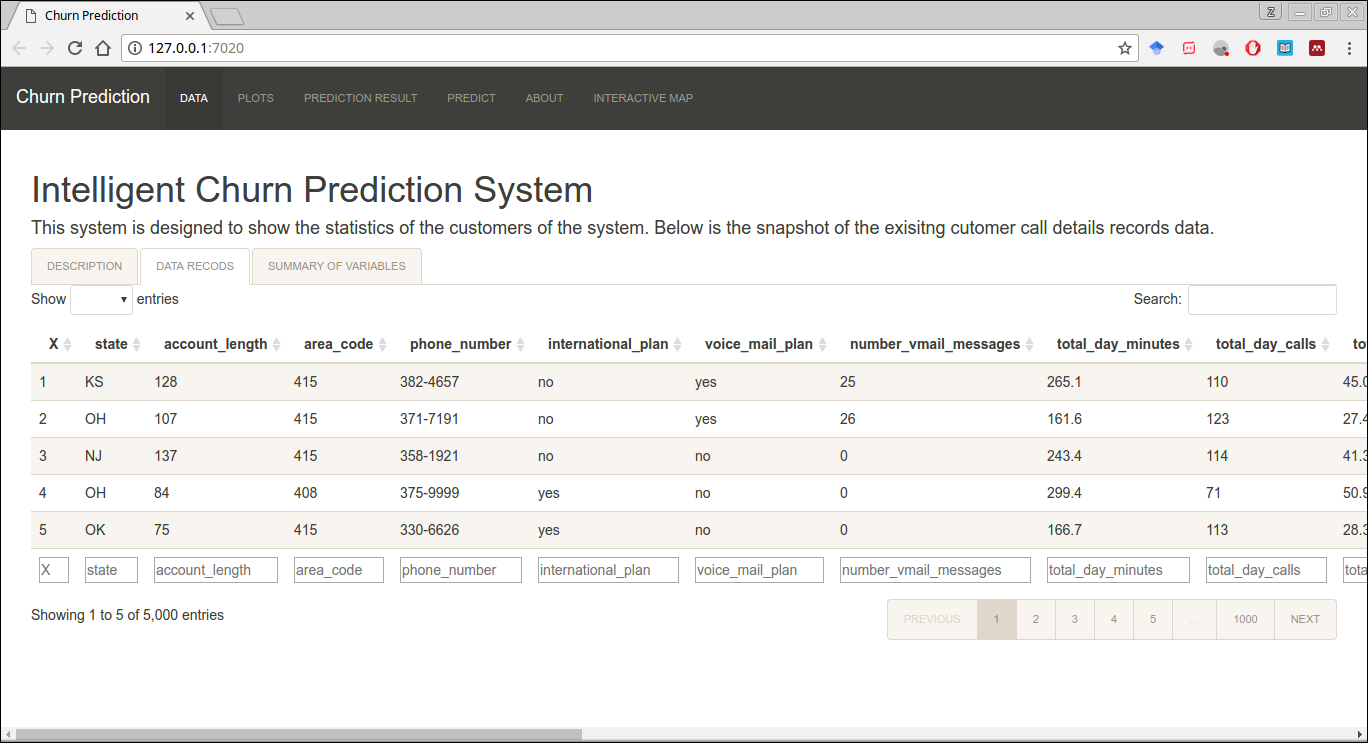 Churn Prediction
Z
127.0.0.1:7020
Churn Prediction DATA PLOTS PREDICTION RESULT PREDICT ABOUT INTERACTIVE MAP
Intelligent Churn Prediction System
This system is designed to show the statistics of the customers of the system. Below is the snapshot of the exisitng cutomer call details records data.
DESCRIPTION DATA RECODS SUMMARY OF VARIABLES
Show entries Search:
X state account_length area_code phone_number international_plan voice_mail_plan number_vmail_messages total_day_minutes total_day_calls to
1 KS 128 415 382-4657 no yes 25 265.1 110 45.0
2 OH 107 415 371-7191 no yes 26 161.6 123 27.4
3 NJ 137 415 358-1921 no no 0 243.4 114 41.3
4 OH 84 408 375-9999 yes no 0 299.4 71 50.9
5 OK 75 415 330-6626 yes no 0 166.7 113 28.3
X state account_length area_code phone_number international_plan voice_mail_plan number_vmail_messages total_day_minutes total_day_calls tota
Showing 1 to 5 of 5,000 entries PREVIOUS 1 2 3 4 5 … 1000 NEXT